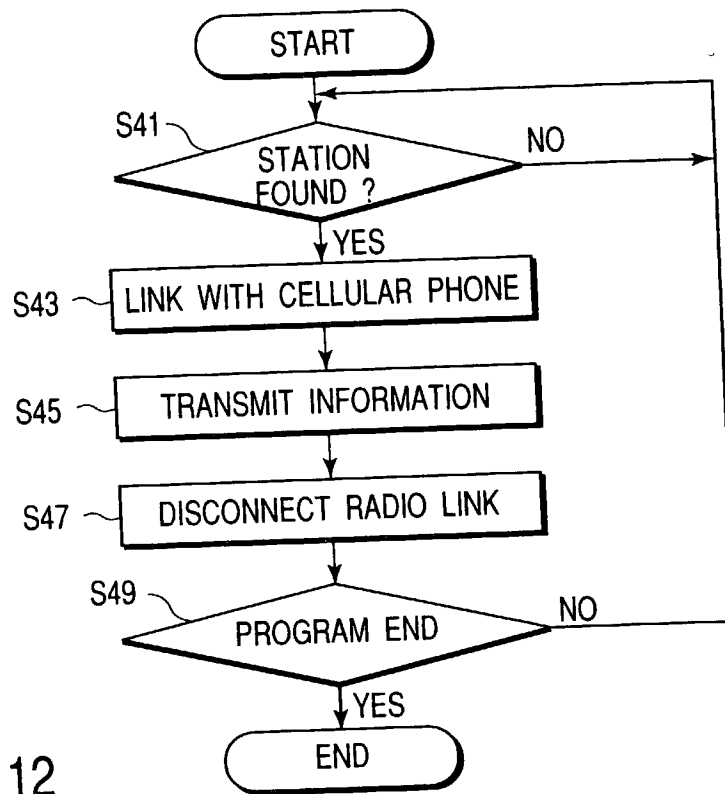 START
S41
STATION
FOUND ?
NO
YES
S43
LINK WITH CELLULAR PHONE
S45
TRANSMIT INFORMATION
S47
DISCONNECT RADIO LINK
S49
PROGRAM END
NO
YES
END
12